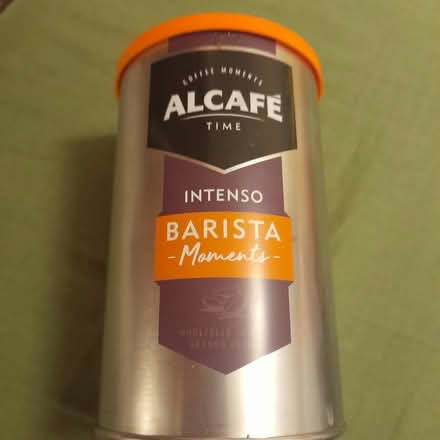 COFFEE MOMENTS
ALCAFÉ
TIME
INTENSO
BARISTA
- Moments -